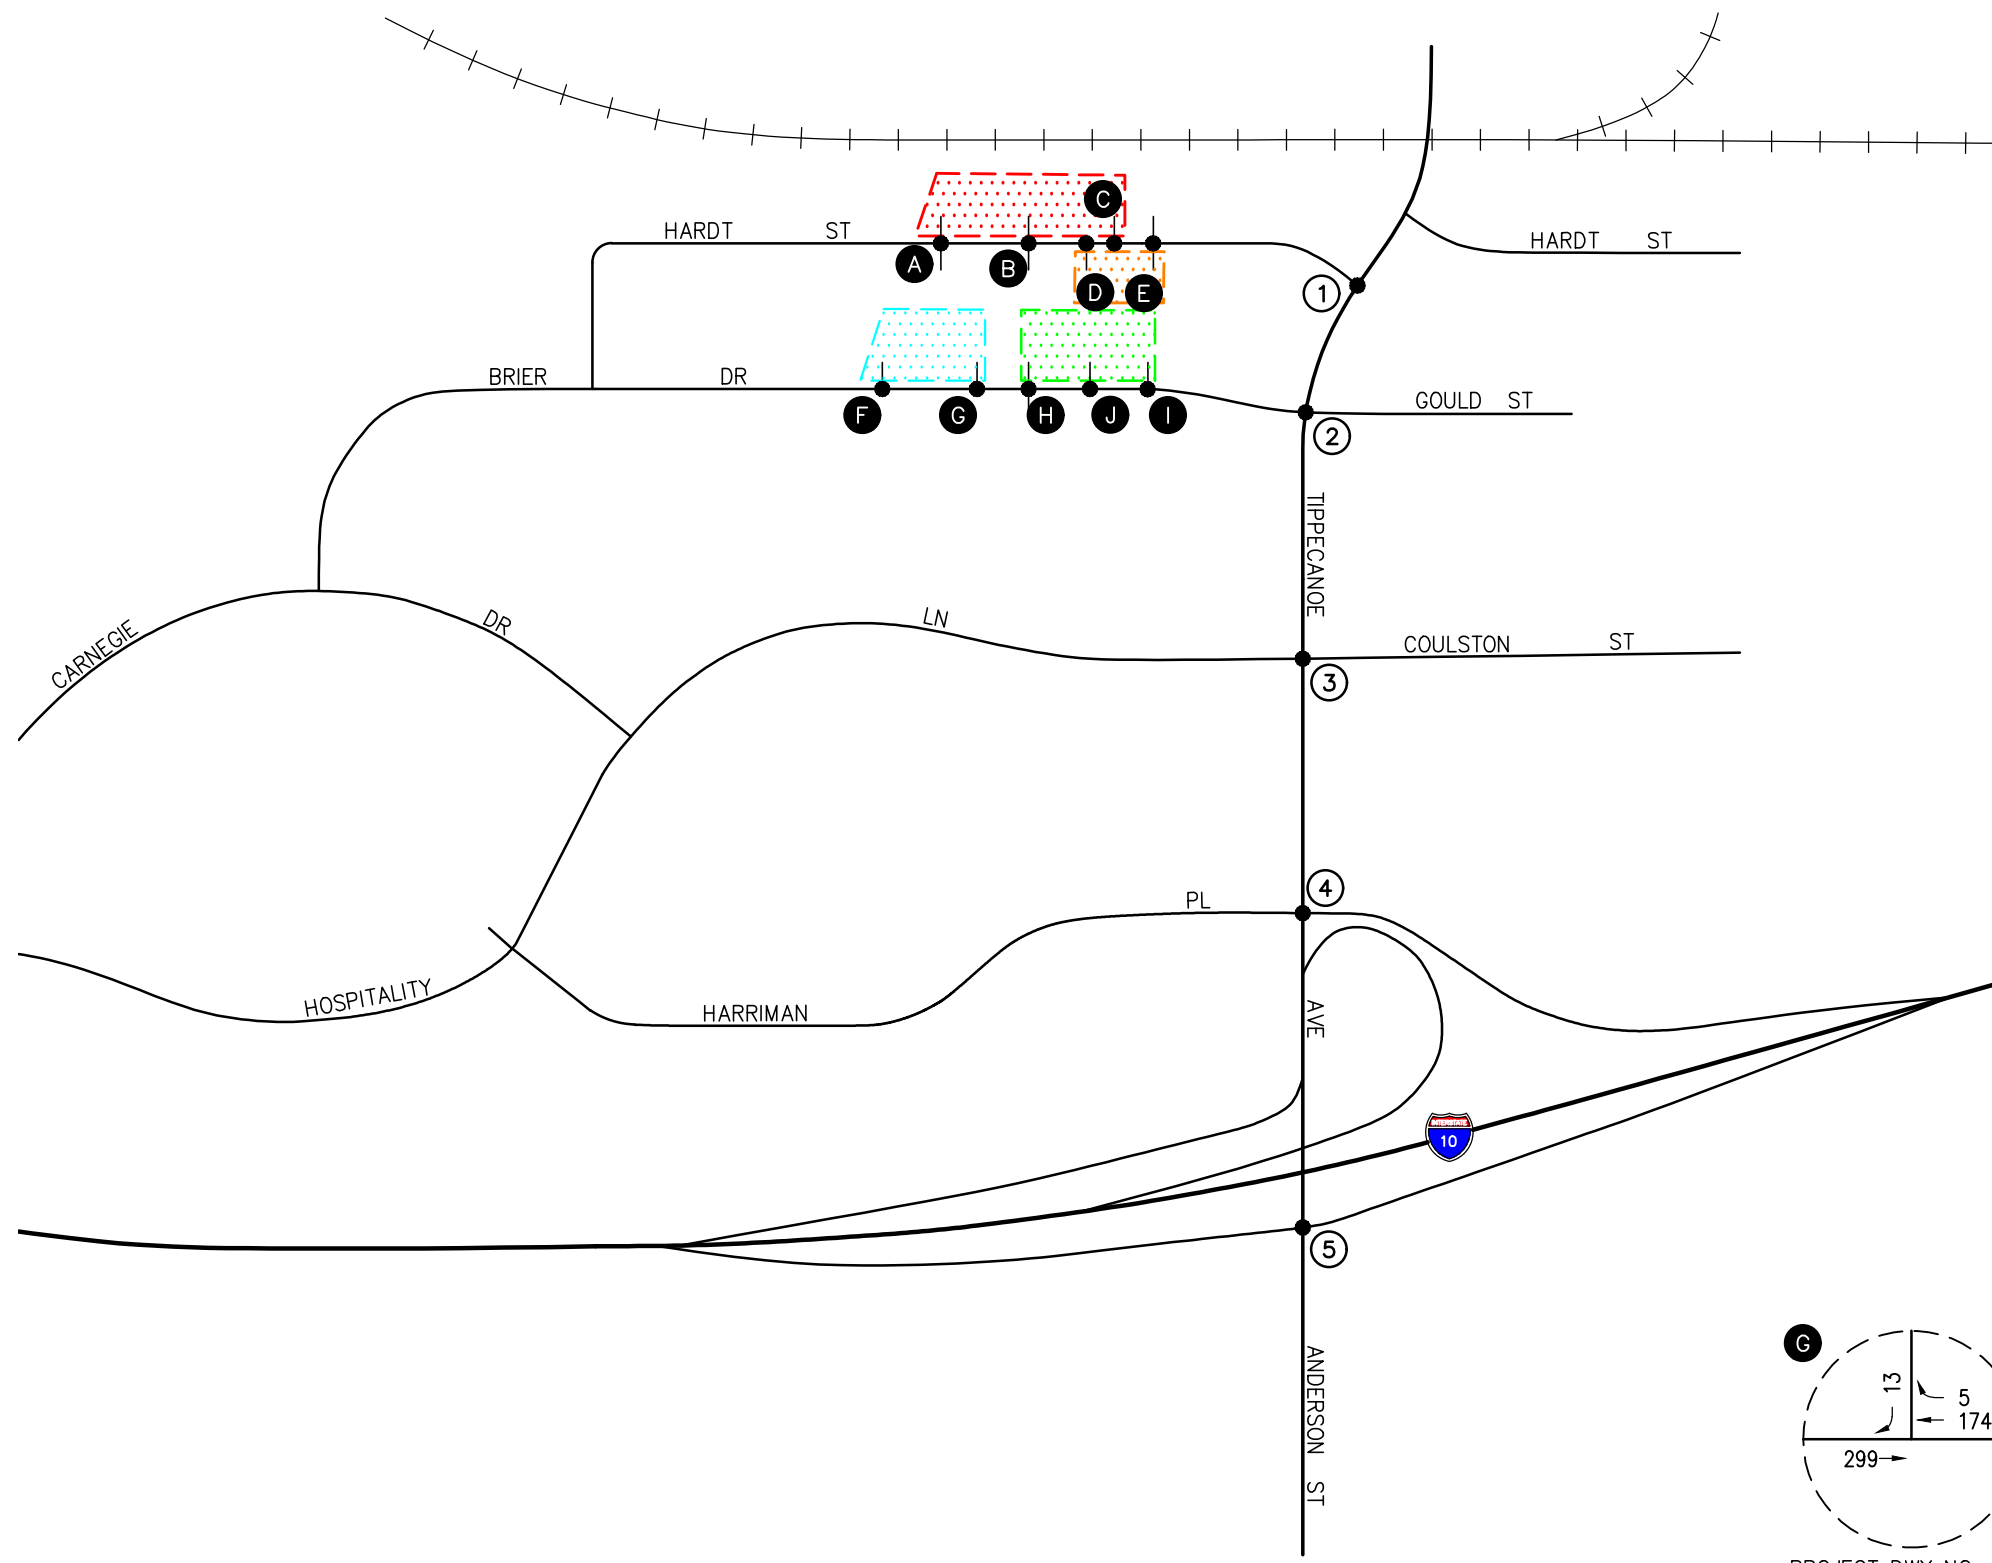 C
HARDT ST
HARDT ST
A
B
D
E
1
BRIER DR
GOULD ST
F
G
H
J
I
2
TIPPECANOE
LN
DR
CARNEGIE
COULSTON ST
3
4
PL
HOSPITALITY
HARRIMAN
AVE
INTERSTATE
10
5
ANDERSON ST
G
13
5
174
299